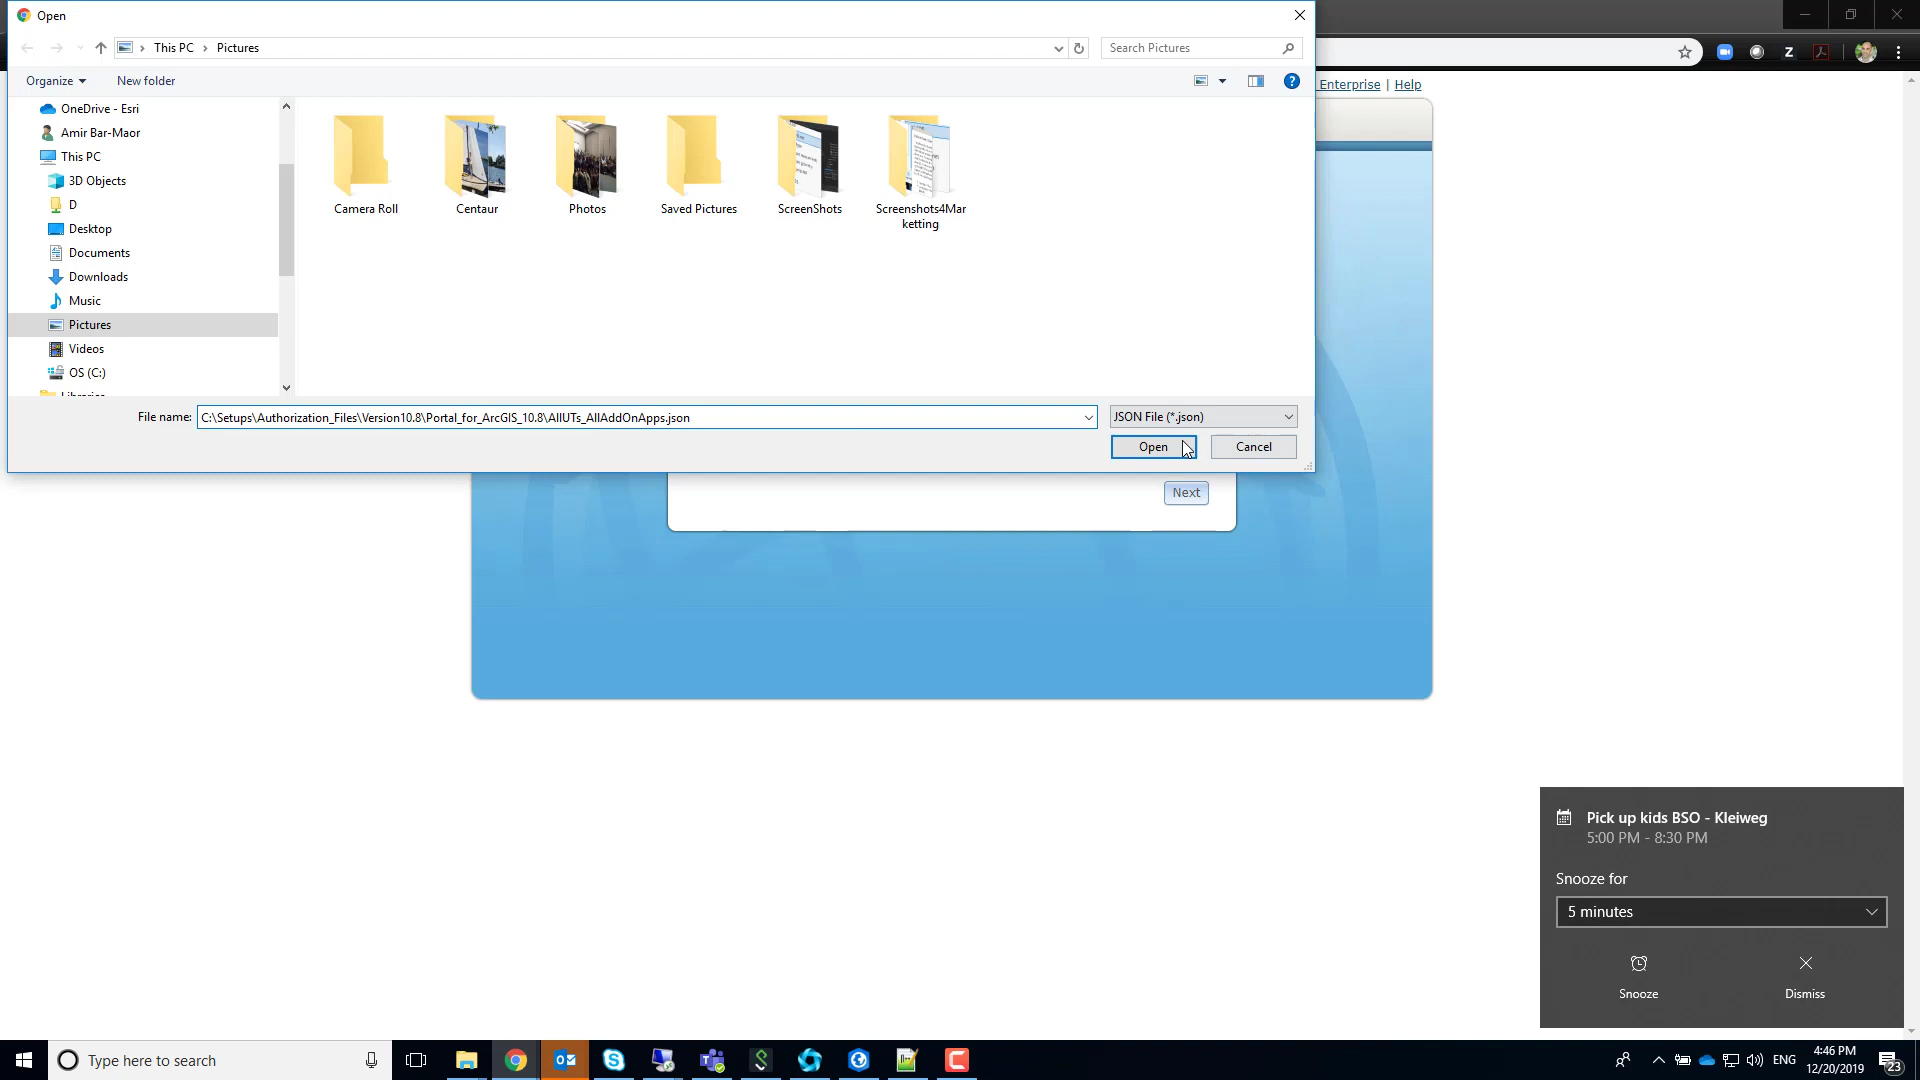 Open
This PC
Pictures
Search Pictures
Organize
New folder
Enterprise | Help
OneDrive - Esri
Amir Bar-Maor
This PC
3D Objects
D
Desktop
Documents
Downloads
Music
Pictures
Videos
OS (C:)
Camera Roll
Centaur
Photos
Saved Pictures
ScreenShots
Screenshots4Mar
ketting
File name:
C:\Setups\Authorization_Files\Version10.8\Portal_for_ArcGIS_10.8\AllUTs_AllAddOnApps.json
JSON File (*.json)
Open
Cancel
Next
Pick up kids BSO - Kleiweg
5:00 PM - 8:30 PM
Snooze for
5 minutes
Snooze
Dismiss
Type here to search
ENG
4:46 PM
12/20/2019
23